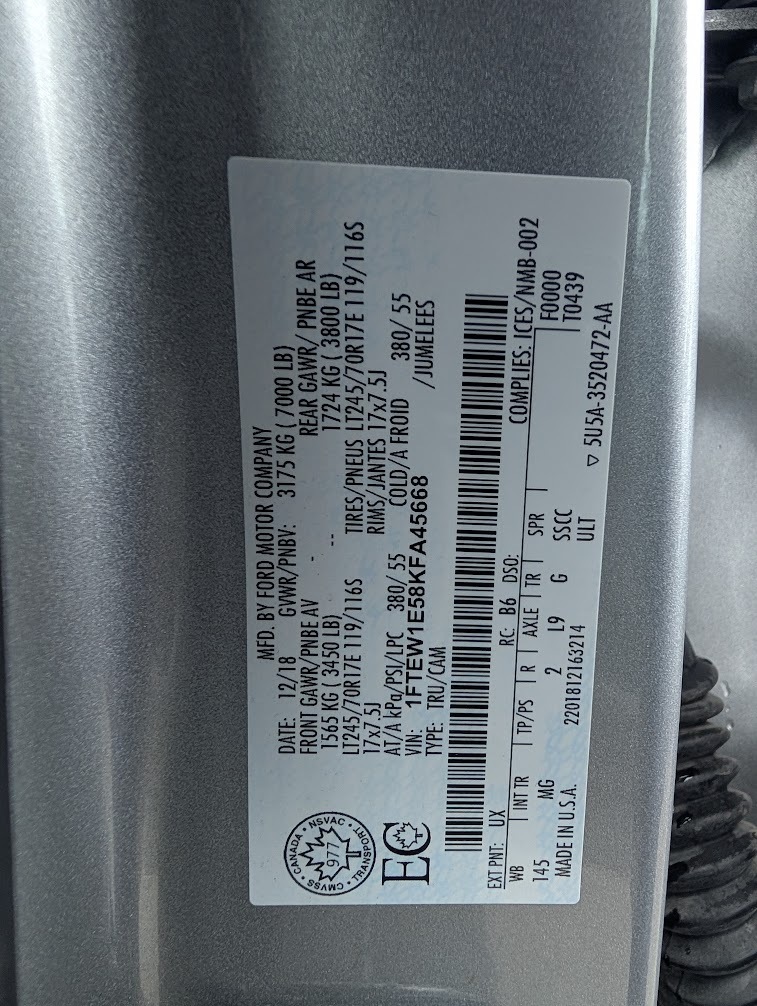 MFD. BY FORD MOTOR COMPANY
DATE: 12/18 GVWR/PNBV: 3175 KG ( 7000 LB)
FRONT GAWR/PNBE AV - REAR GAWR/ PNBE AR
1565 KG ( 3450 LB) -- 1724 KG ( 3800 LB)
LT245/70R17E 119/116S TIRES/PNEUS LT245/70R17E 119/116S
17x7.5J RIMS/JANTES 17x7.5J
AT/A kPa/PSI/LPC 380/ 55 COLD/A FROID 380/ 55
VIN: 1FTEW1E58KFA45668 /JUMELEES
TYPE: TRU/CAM
CANADA • NSVAC • TRANSPORT • CMVSS
977
EC
EXT PNT: UX RC: B6 DSO: COMPLIES: ICES/NMB-002
WB INT TR TP/PS R AXLE TR SPR F0000
145 MG 2 L9 G SSCC T0439
MADE IN U.S.A. 2201812163214 ULT ▽ 5U5A-3520472-AA